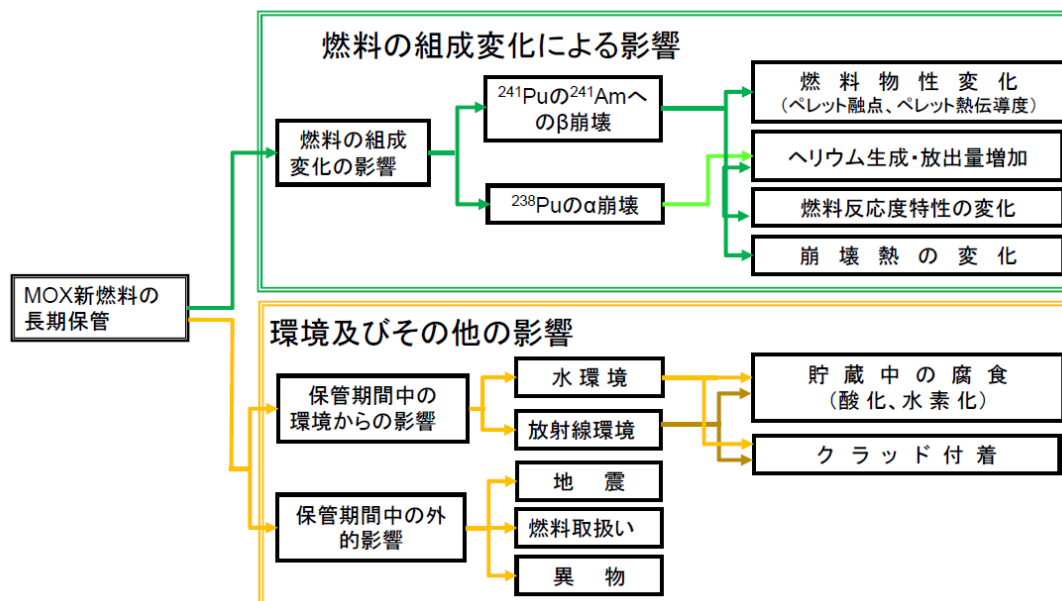 燃料の組成変化による影響
燃料の組成
変化の影響
²⁴¹Puの²⁴¹Amへ
のβ崩壊
²³⁸Puのα崩壊
燃料物性変化
(ペレット融点、ペレット熱伝導度)
ヘリウム生成・放出量増加
燃料反応度特性の変化
崩壊熱の変化
MOX新燃料の
長期保管
環境及びその他の影響
保管期間中の
環境からの影響
水環境
放射線環境
貯蔵中の腐食
(酸化、水素化)
クラッド付着
保管期間中の外
的影響
地震
燃料取扱い
異物